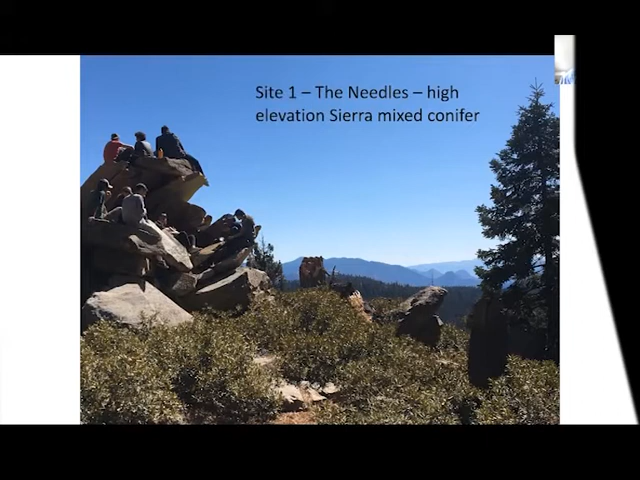 Site 1 – The Needles – high
elevation Sierra mixed conifer